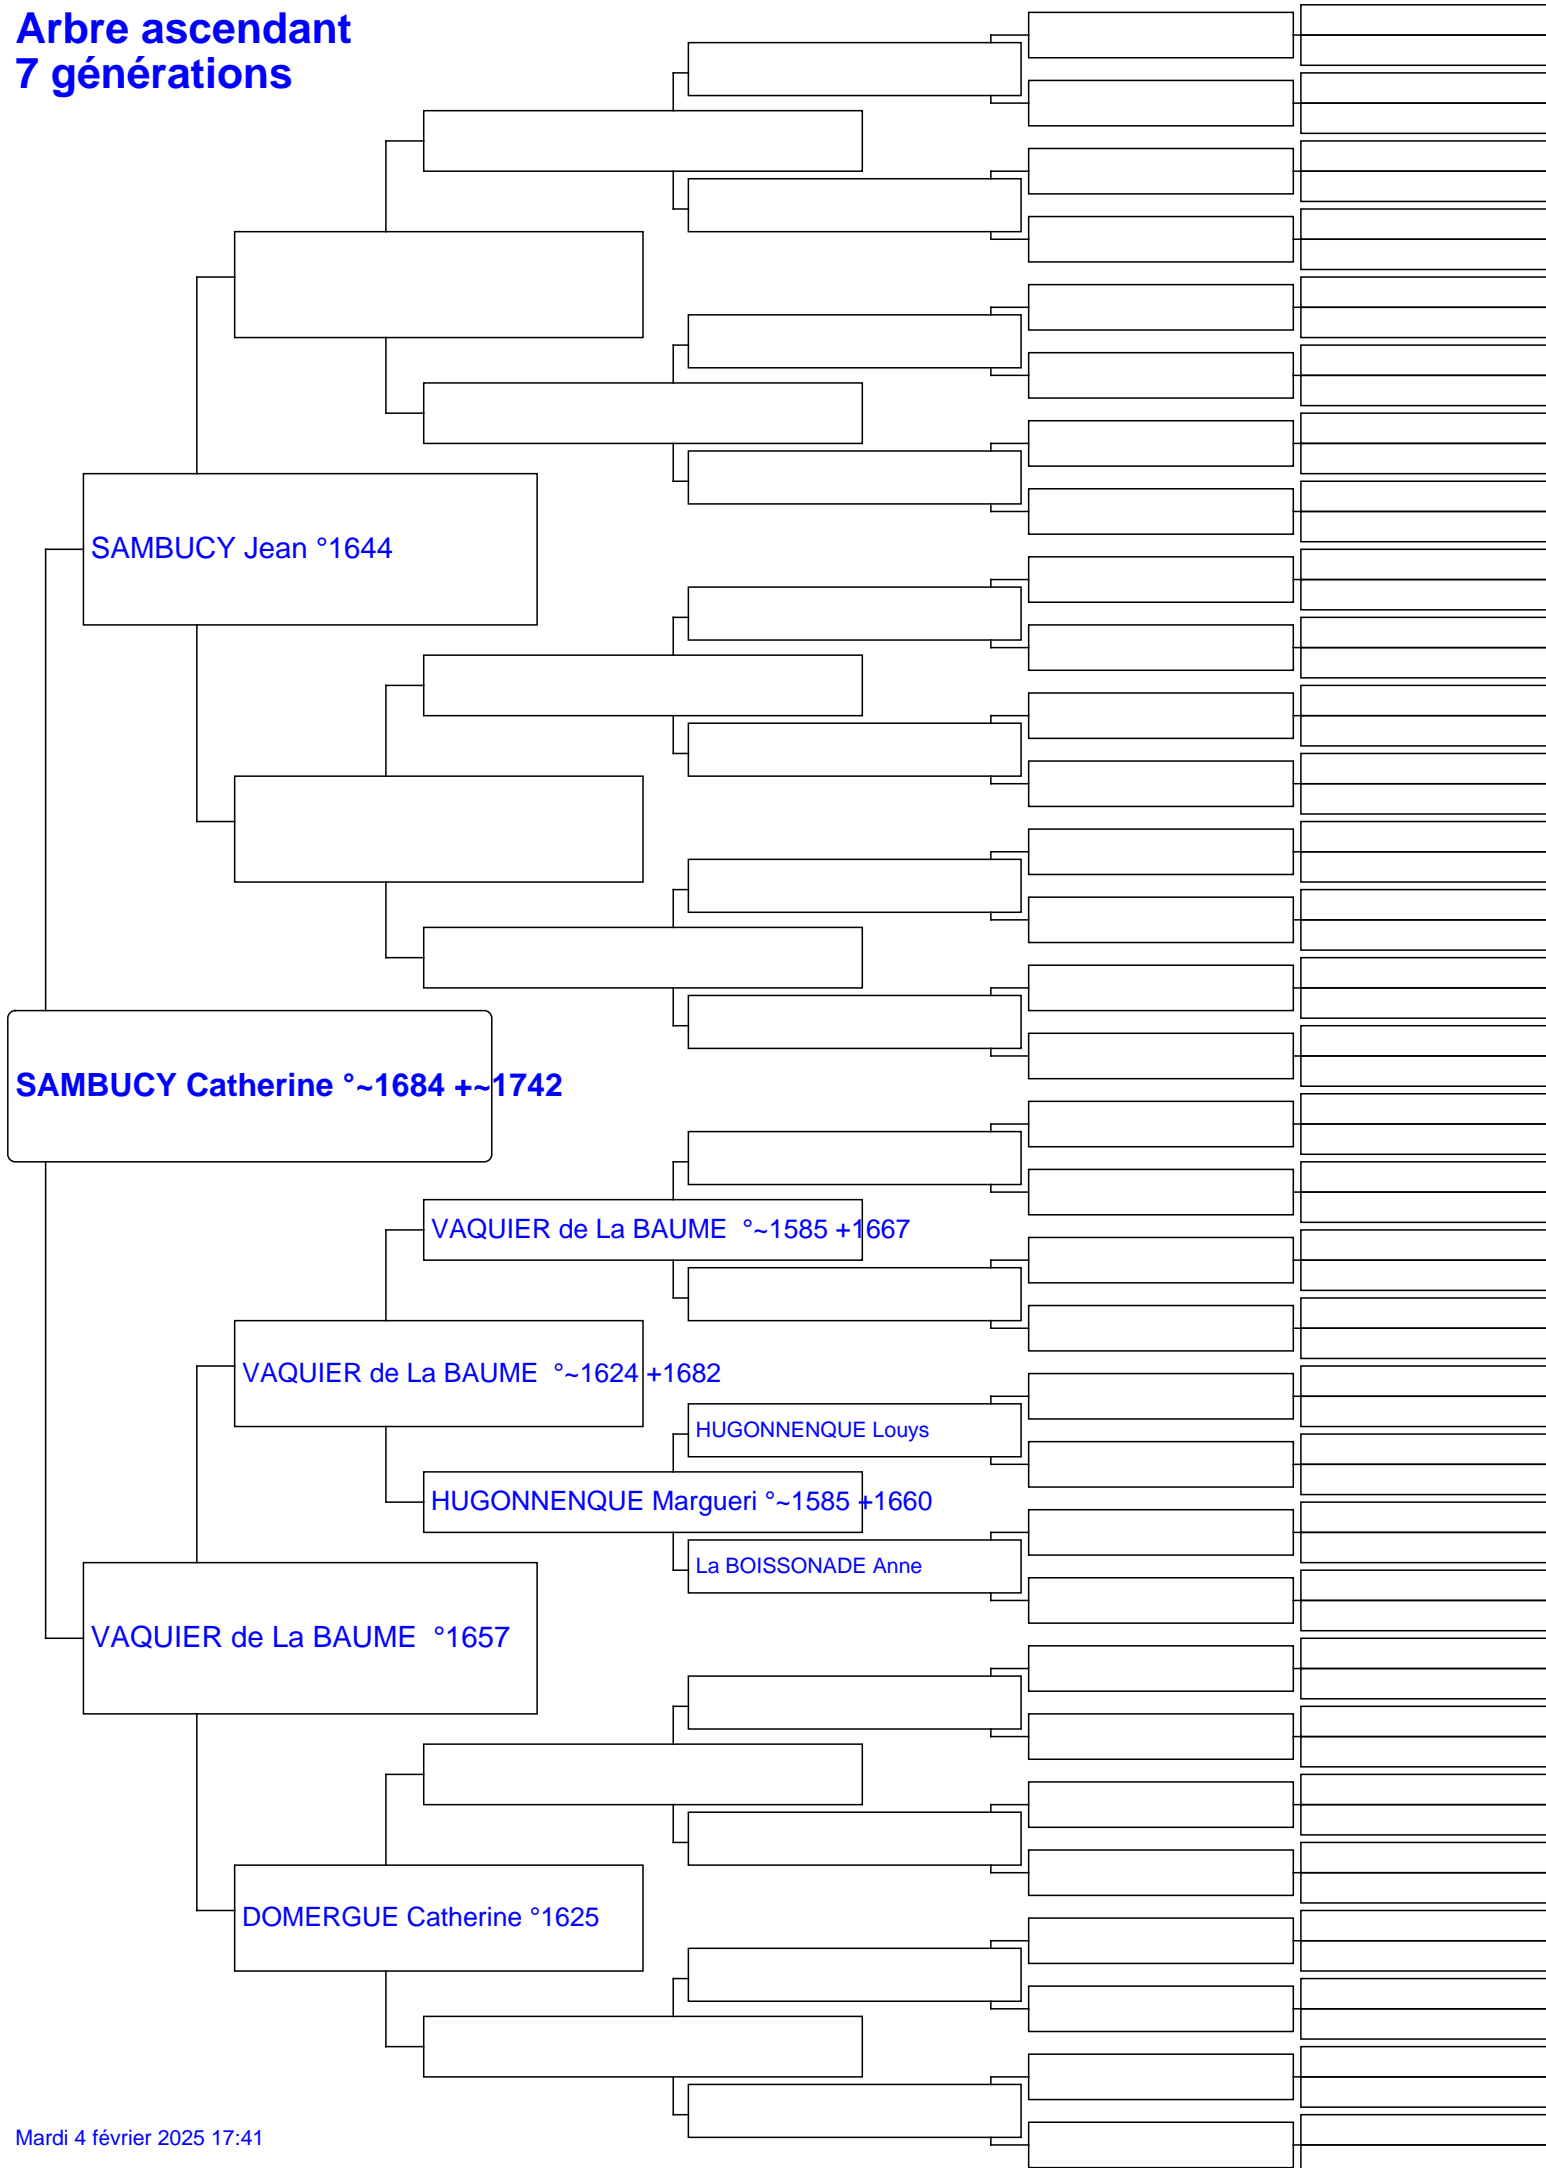 Arbre ascendant
7 générations
SAMBUCY Jean °1644
SAMBUCY Catherine °~1684 +~1742
VAQUIER de La BAUME  °~1585 +1667
VAQUIER de La BAUME  °~1624 +1682
HUGONNENQUE Louys
HUGONNENQUE Margueri °~1585 +1660
La BOISSONADE Anne
VAQUIER de La BAUME  °1657
DOMERGUE Catherine °1625
Mardi 4 février 2025 17:41